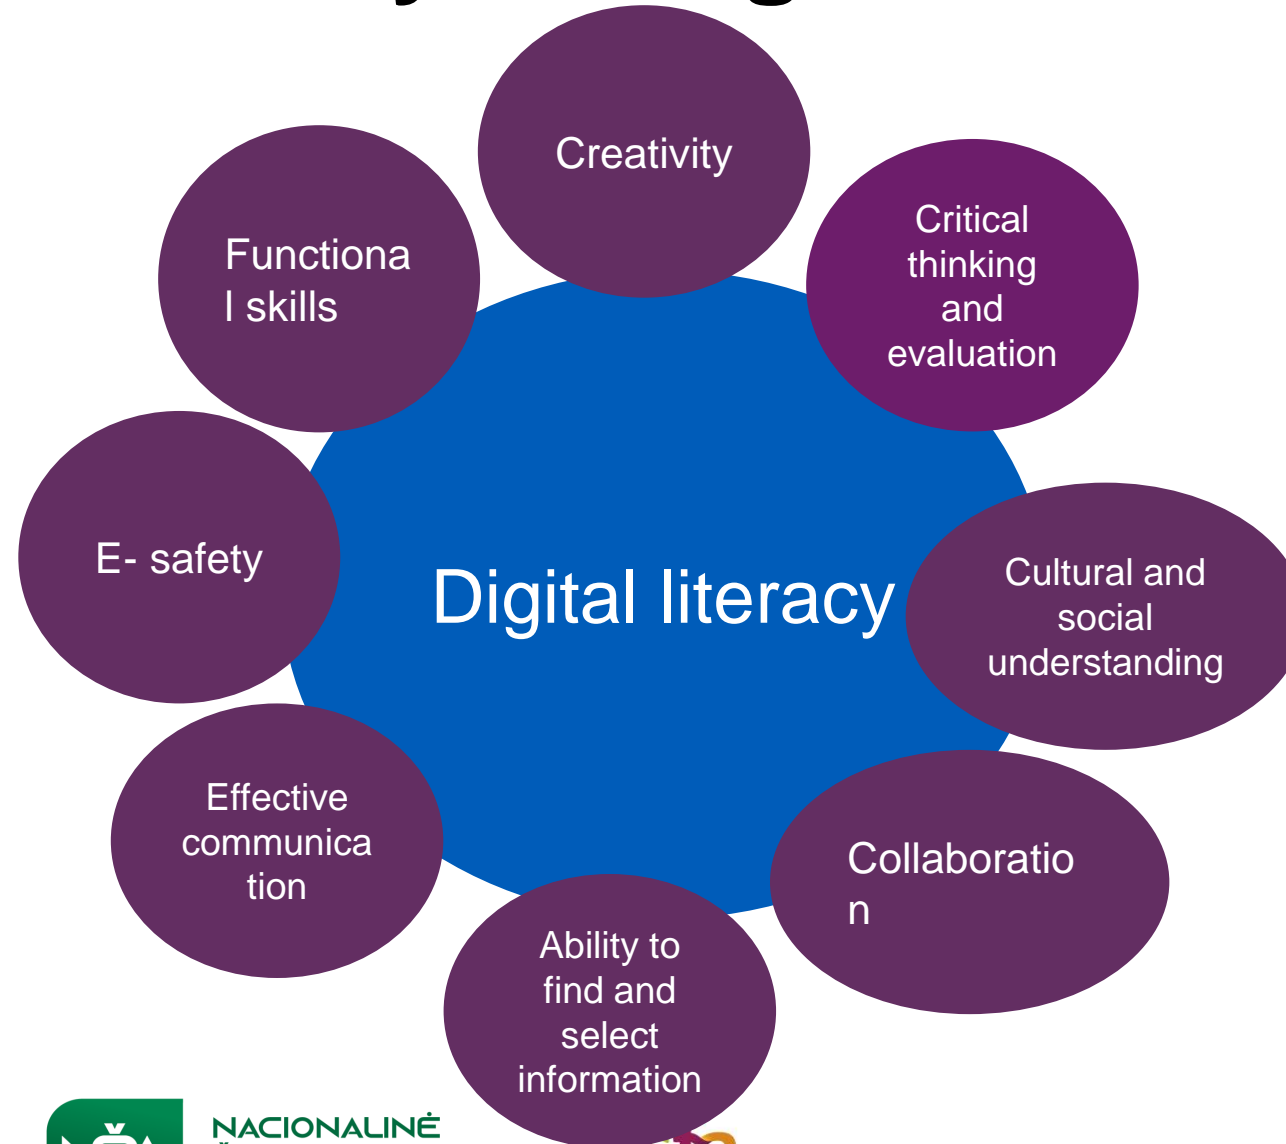 Creativity
Critical
thinking
and
evaluation
Functiona
l skills
E- safety
Digital literacy
Cultural and
social
understanding
Effective
communica
tion
Collaboratio
n
Ability to
find and
select
information
NACIONALINĖ